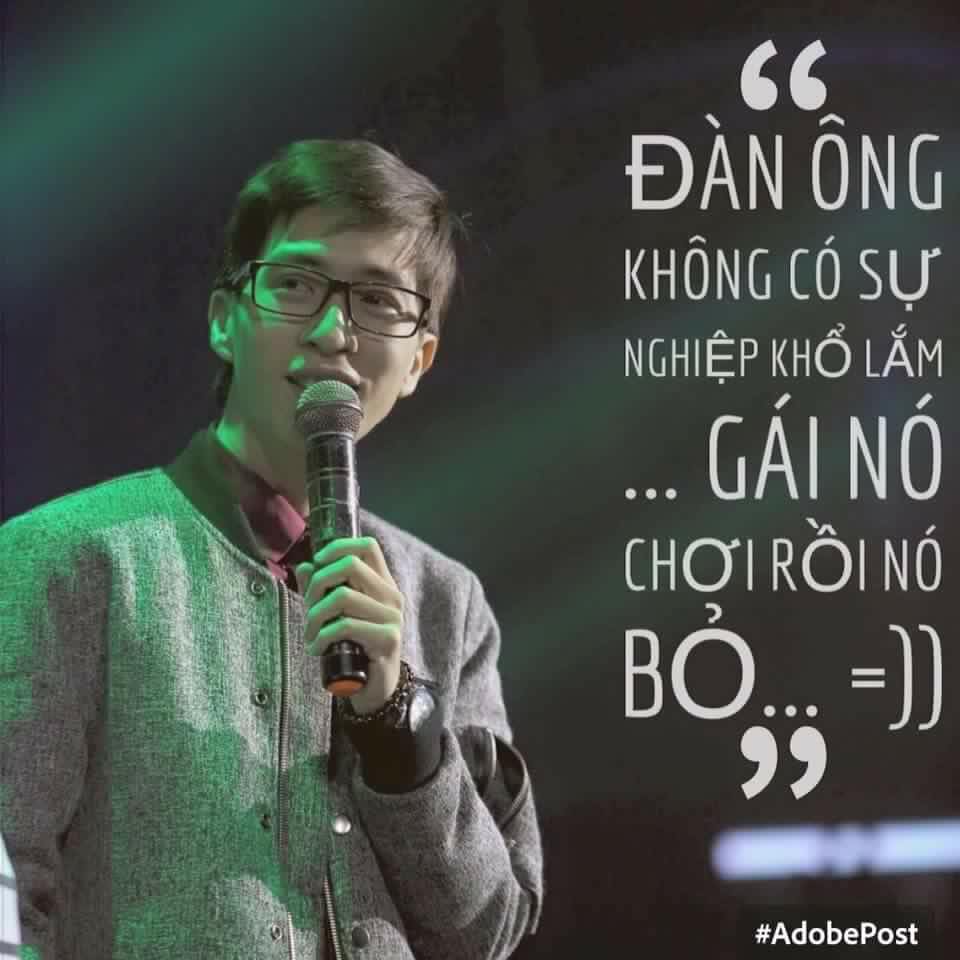 “
ĐÀN ÔNG
KHÔNG CÓ SỰ
NGHIỆP KHỔ LẮM
... GÁI NÓ
CHƠI RỒI NÓ
BỎ... =))
”
#AdobePost